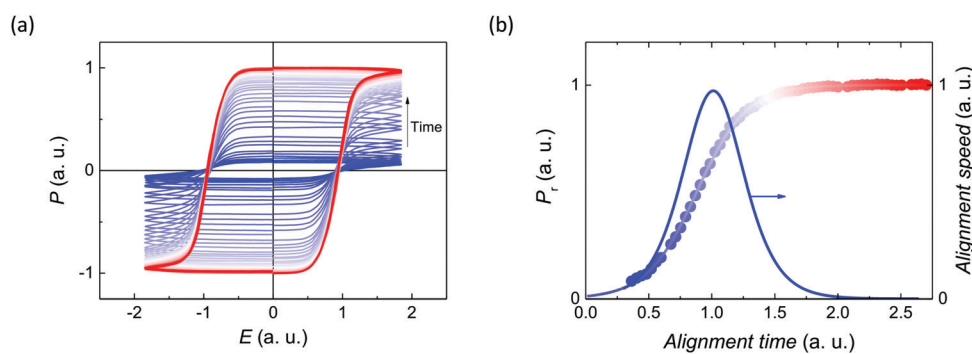 (a)
P (a. u.)
1
0
-1
Time
-2 -1 0 1 2
E (a. u.)
(b)
Pr (a. u.)
1
0
0.0 0.5 1.0 1.5 2.0 2.5
Alignment time (a. u.)
1
0
Alignment speed
(a. u.)